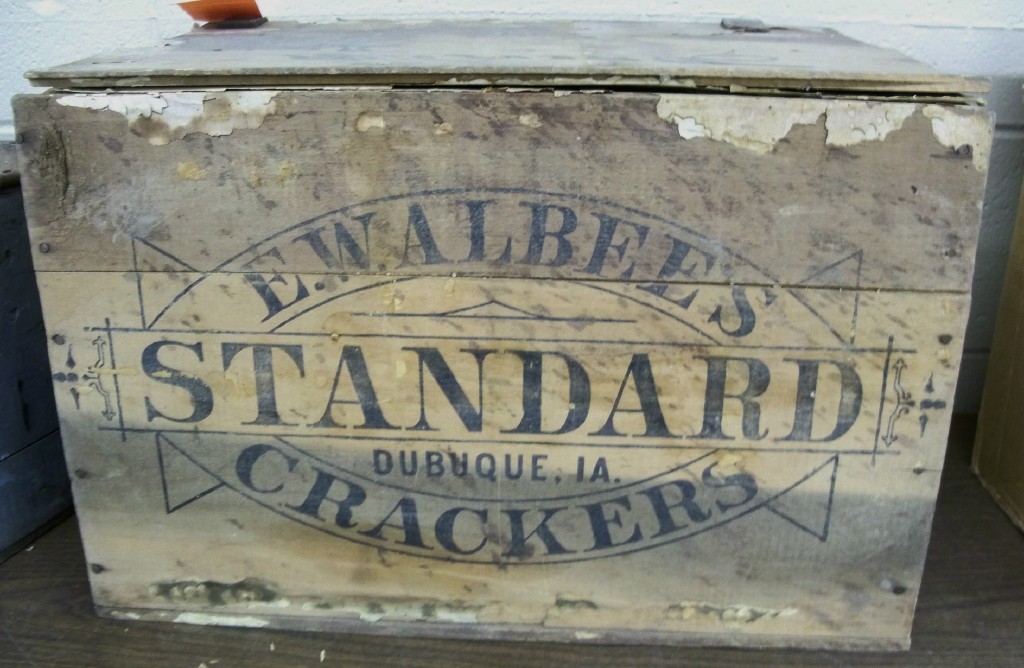 E. W. ALBEE'S
STANDARD
DUBUQUE, IA.
CRACKERS